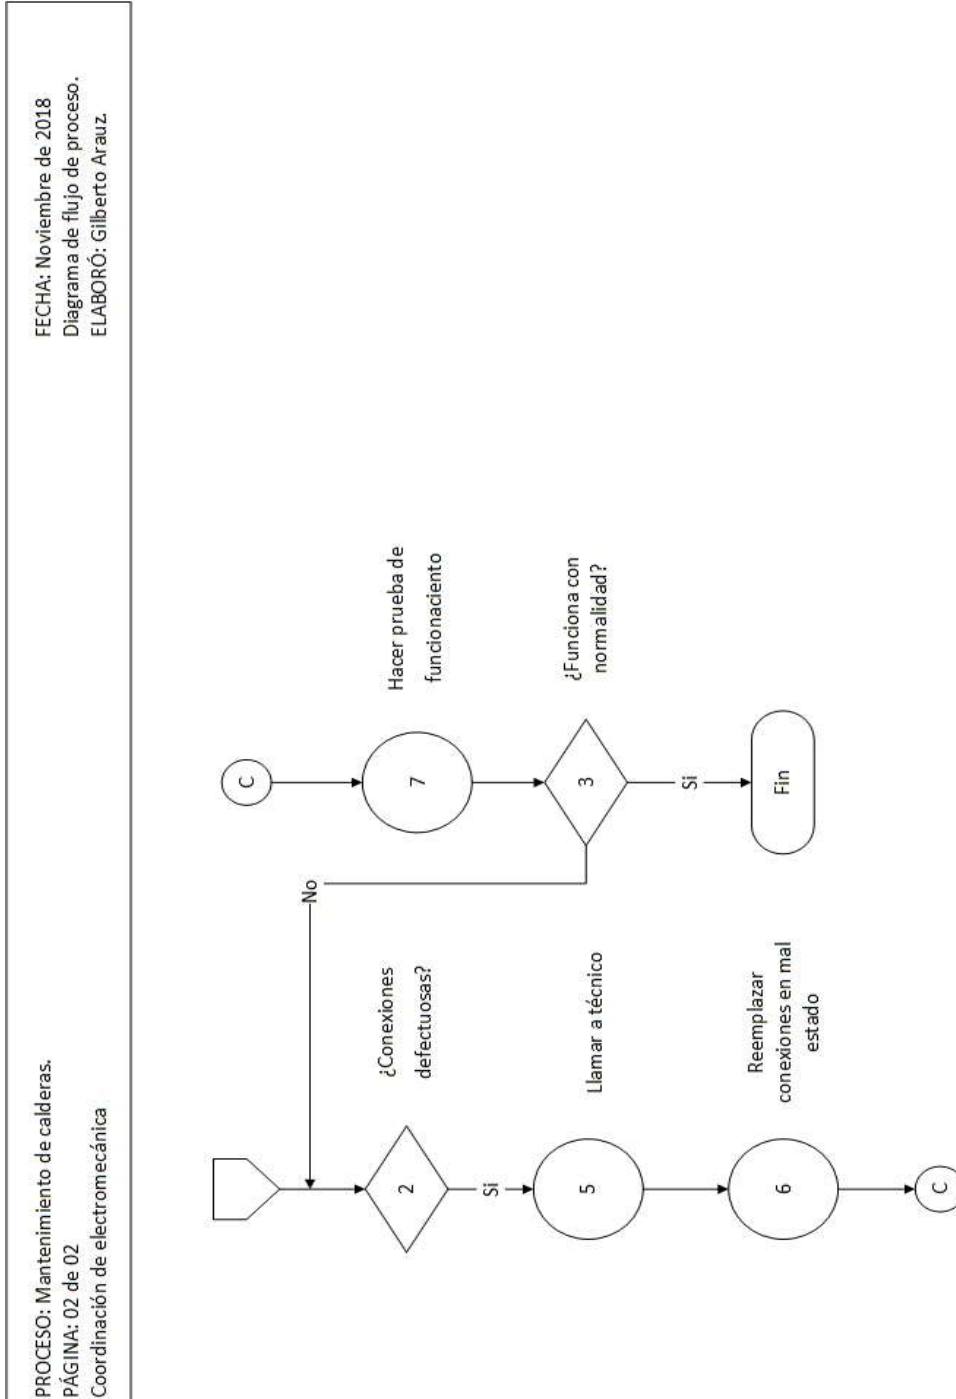 PROCESO: Mantenimiento de calderas.
PÁGINA: 02 de 02
Coordinación de electromecánica
FECHA: Noviembre de 2018
Diagrama de flujo de proceso.
ELABORÓ: Gilberto Arauz.
2
¿Conexiones
defectuosas?
Si
5
Llamar a técnico
6
Reemplazar
conexiones en mal
estado
C
C
7
Hacer prueba de
funcionaciento
3
¿Funciona con
normalidad?
No
Si
Fin